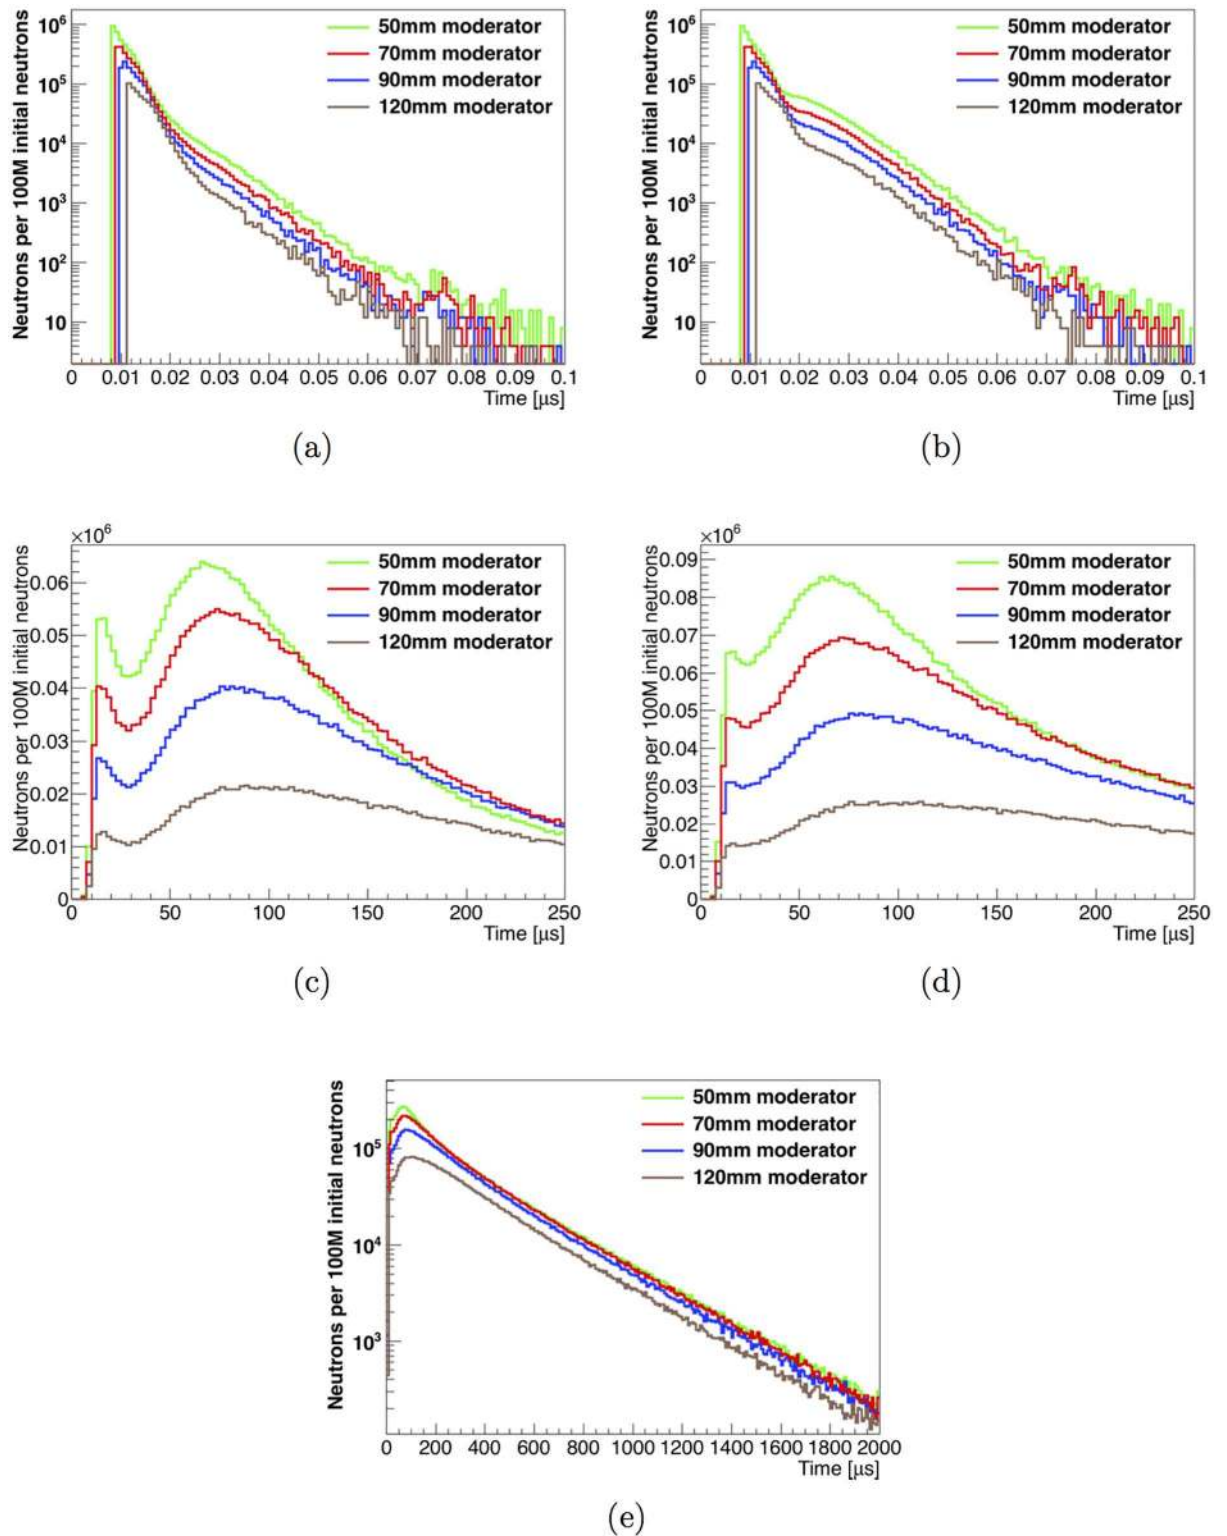 Neutrons per 100M initial neutrons
10⁶
10⁵
10⁴
10³
10²
10
50mm moderator
70mm moderator
90mm moderator
120mm moderator
0 0.01 0.02 0.03 0.04 0.05 0.06 0.07 0.08 0.09 0.1
Time [μs]
(a)
Neutrons per 100M initial neutrons
10⁶
10⁵
10⁴
10³
10²
10
50mm moderator
70mm moderator
90mm moderator
120mm moderator
0 0.01 0.02 0.03 0.04 0.05 0.06 0.07 0.08 0.09 0.1
Time [μs]
(b)
×10⁶
Neutrons per 100M initial neutrons
0.06
0.05
0.04
0.03
0.02
0.01
0
50mm moderator
70mm moderator
90mm moderator
120mm moderator
0 50 100 150 200 250
Time [μs]
(c)
×10⁶
Neutrons per 100M initial neutrons
0.09
0.08
0.07
0.06
0.05
0.04
0.03
0.02
0.01
0
50mm moderator
70mm moderator
90mm moderator
120mm moderator
0 50 100 150 200 250
Time [μs]
(d)
Neutrons per 100M initial neutrons
10⁵
10⁴
10³
50mm moderator
70mm moderator
90mm moderator
120mm moderator
0 200 400 600 800 1000 1200 1400 1600 1800 2000
Time [μs]
(e)